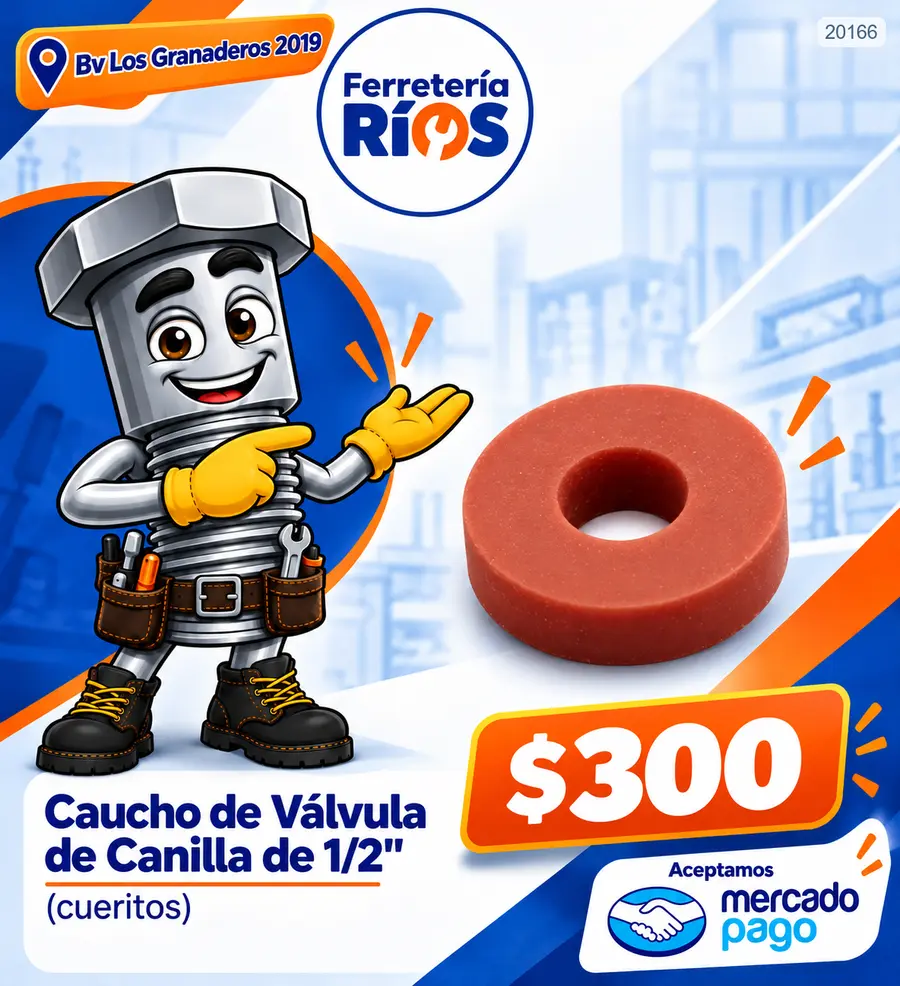 Bv Los Granaderos 2019
Ferretería
RÍOS
20166
$300
Caucho de Válvula
de Canilla de 1/2"
(cueritos)
Aceptamos
mercado
pago